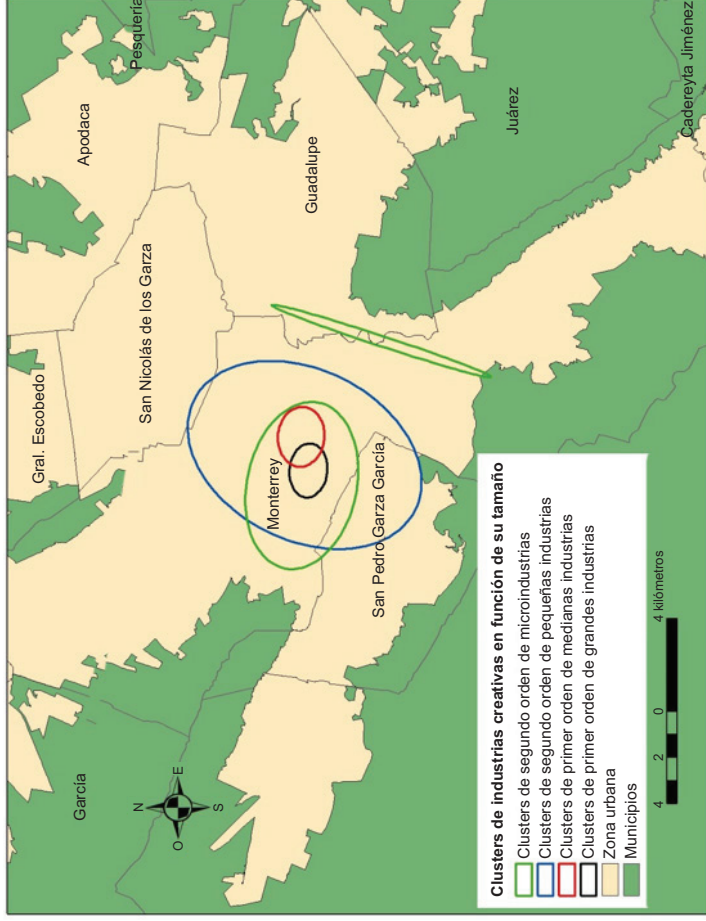 Pesquería
Apodaca
Gral. Escobedo
San Nicolás de los Garza
Guadalupe
Juárez
Cadereyta Jiménez
García
Monterrey
San Pedro Garza García
N
O
E
S
Clusters de industrias creativas en función de su tamaño
Clusters de segundo orden de microindustrias
Clusters de segundo orden de pequeñas industrias
Clusters de primer orden de medianas industrias
Clusters de primer orden de grandes industrias
Zona urbana
Municipios
4 2 0 4 kilómetros